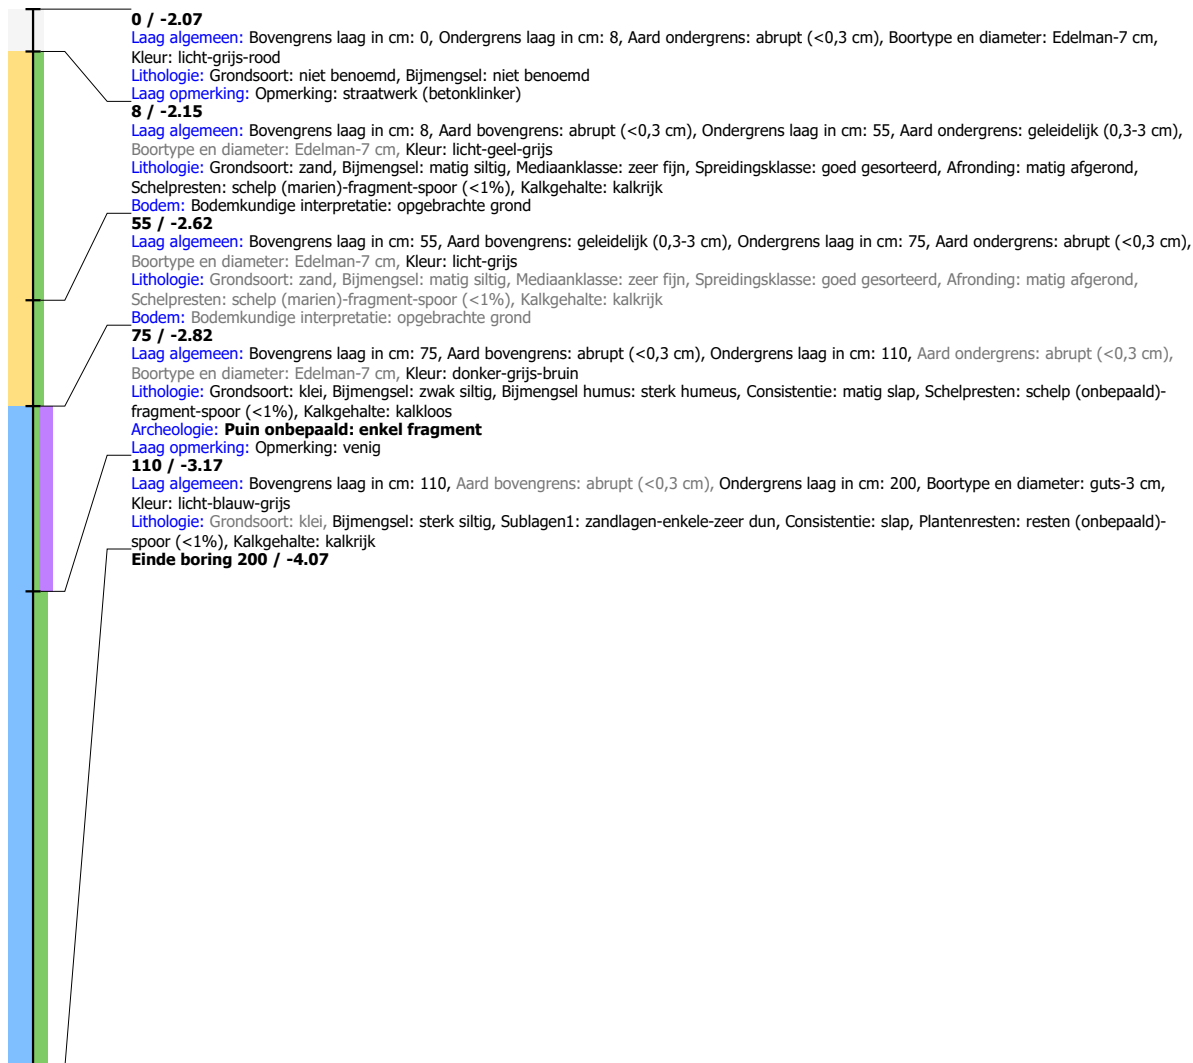 0 / -2.07
Laag algemeen: Bovengrens laag in cm: 0, Ondergrens laag in cm: 8, Aard ondergrens: abrupt (<0,3 cm), Boortype en diameter: Edelman-7 cm,
Kleur: licht-grijs-rood
Lithologie: Grondsoort: niet benoemd, Bijmengsel: niet benoemd
Laag opmerking: Opmerking: straatwerk (betonklinker)
8 / -2.15
Laag algemeen: Bovengrens laag in cm: 8, Aard bovengrens: abrupt (<0,3 cm), Ondergrens laag in cm: 55, Aard ondergrens: geleidelijk (0,3-3 cm),
Boortype en diameter: Edelman-7 cm, Kleur: licht-geel-grijs
Lithologie: Grondsoort: zand, Bijmengsel: matig siltig, Mediaanklasse: zeer fijn, Spreidingsklasse: goed gesorteerd, Afronding: matig afgerond,
Schelpresten: schelp (marien)-fragment-spoor (<1%), Kalkgehalte: kalkrijk
Bodem: Bodemkundige interpretatie: opgebrachte grond
55 / -2.62
Laag algemeen: Bovengrens laag in cm: 55, Aard bovengrens: geleidelijk (0,3-3 cm), Ondergrens laag in cm: 75, Aard ondergrens: abrupt (<0,3 cm),
Boortype en diameter: Edelman-7 cm, Kleur: licht-grijs
Lithologie: Grondsoort: zand, Bijmengsel: matig siltig, Mediaanklasse: zeer fijn, Spreidingsklasse: goed gesorteerd, Afronding: matig afgerond,
Schelpresten: schelp (marien)-fragment-spoor (<1%), Kalkgehalte: kalkrijk
Bodem: Bodemkundige interpretatie: opgebrachte grond
75 / -2.82
Laag algemeen: Bovengrens laag in cm: 75, Aard bovengrens: abrupt (<0,3 cm), Ondergrens laag in cm: 110, Aard ondergrens: abrupt (<0,3 cm),
Boortype en diameter: Edelman-7 cm, Kleur: donker-grijs-bruin
Lithologie: Grondsoort: klei, Bijmengsel: zwak siltig, Bijmengsel humus: sterk humeus, Consistentie: matig slap, Schelpresten: schelp (onbepaald)-
fragment-spoor (<1%), Kalkgehalte: kalkloos
Archeologie: Puin onbepaald: enkel fragment
Laag opmerking: Opmerking: venig
110 / -3.17
Laag algemeen: Bovengrens laag in cm: 110, Aard bovengrens: abrupt (<0,3 cm), Ondergrens laag in cm: 200, Boortype en diameter: guts-3 cm,
Kleur: licht-blauw-grijs
Lithologie: Grondsoort: klei, Bijmengsel: sterk siltig, Sublagen1: zandlagen-enkele-zeer dun, Consistentie: slap, Plantenresten: resten (onbepaald)-
spoor (<1%), Kalkgehalte: kalkrijk
Einde boring 200 / -4.07